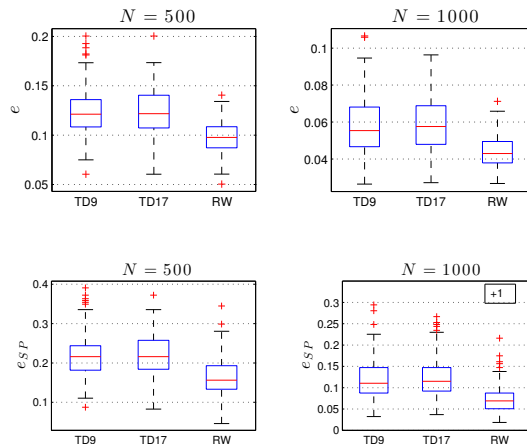 N = 500
0.2
0.15
0.1
0.05
e
TD9 TD17 RW
N = 1000
0.1
0.08
0.06
0.04
e
TD9 TD17 RW
N = 500
0.4
0.3
0.2
0.1
e_{SP}
TD9 TD17 RW
N = 1000
+1
0.3
0.25
0.2
0.15
0.1
0.05
0
e_{SP}
TD9 TD17 RW